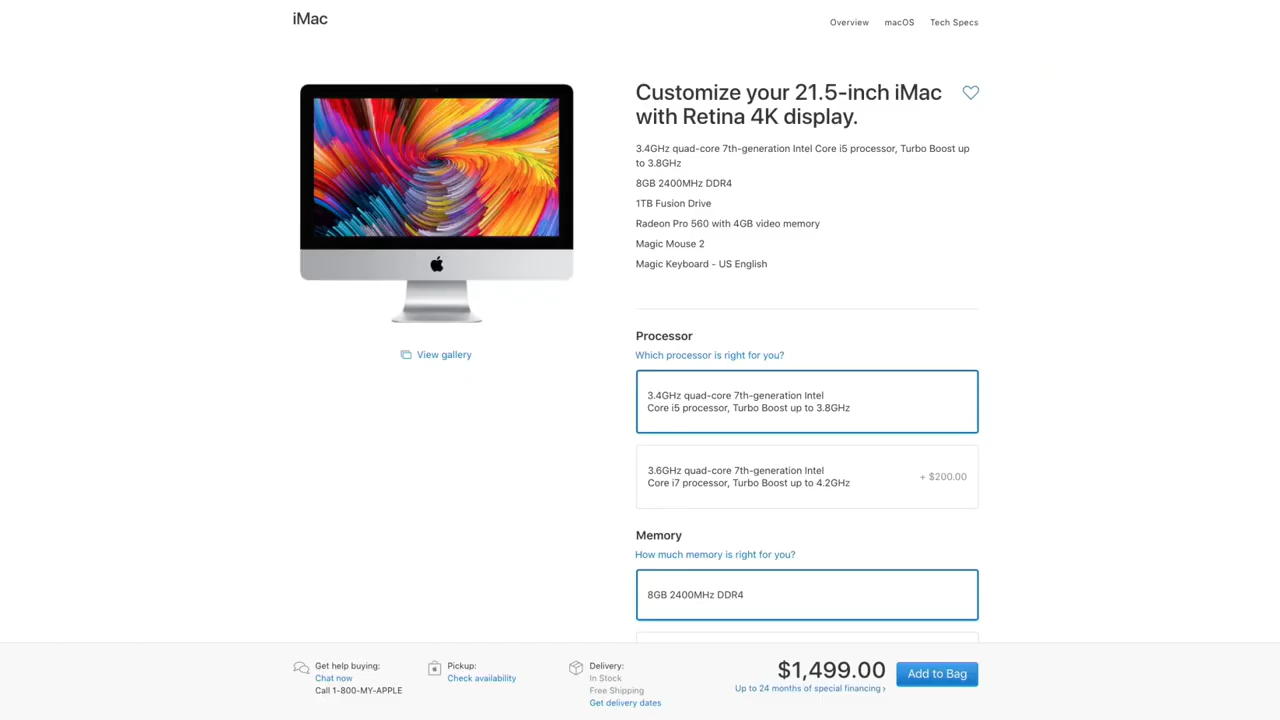 iMac
Overview
macOS
Tech Specs
Customize your 21.5-inch iMac
with Retina 4K display.
3.4GHz quad-core 7th-generation Intel Core i5 processor, Turbo Boost up
to 3.8GHz
8GB 2400MHz DDR4
1TB Fusion Drive
Radeon Pro 560 with 4GB video memory
Magic Mouse 2
Magic Keyboard - US English
View gallery
Processor
Which processor is right for you?
3.4GHz quad-core 7th-generation Intel
Core i5 processor, Turbo Boost up to 3.8GHz
3.6GHz quad-core 7th-generation Intel
Core i7 processor, Turbo Boost up to 4.2GHz
+ $200.00
Memory
How much memory is right for you?
8GB 2400MHz DDR4
Get help buying:
Chat now
Call 1-800-MY-APPLE
Pickup:
Check availability
Delivery:
In Stock
Free Shipping
Get delivery dates
$1,499.00
Up to 24 months of special financing ›
Add to Bag